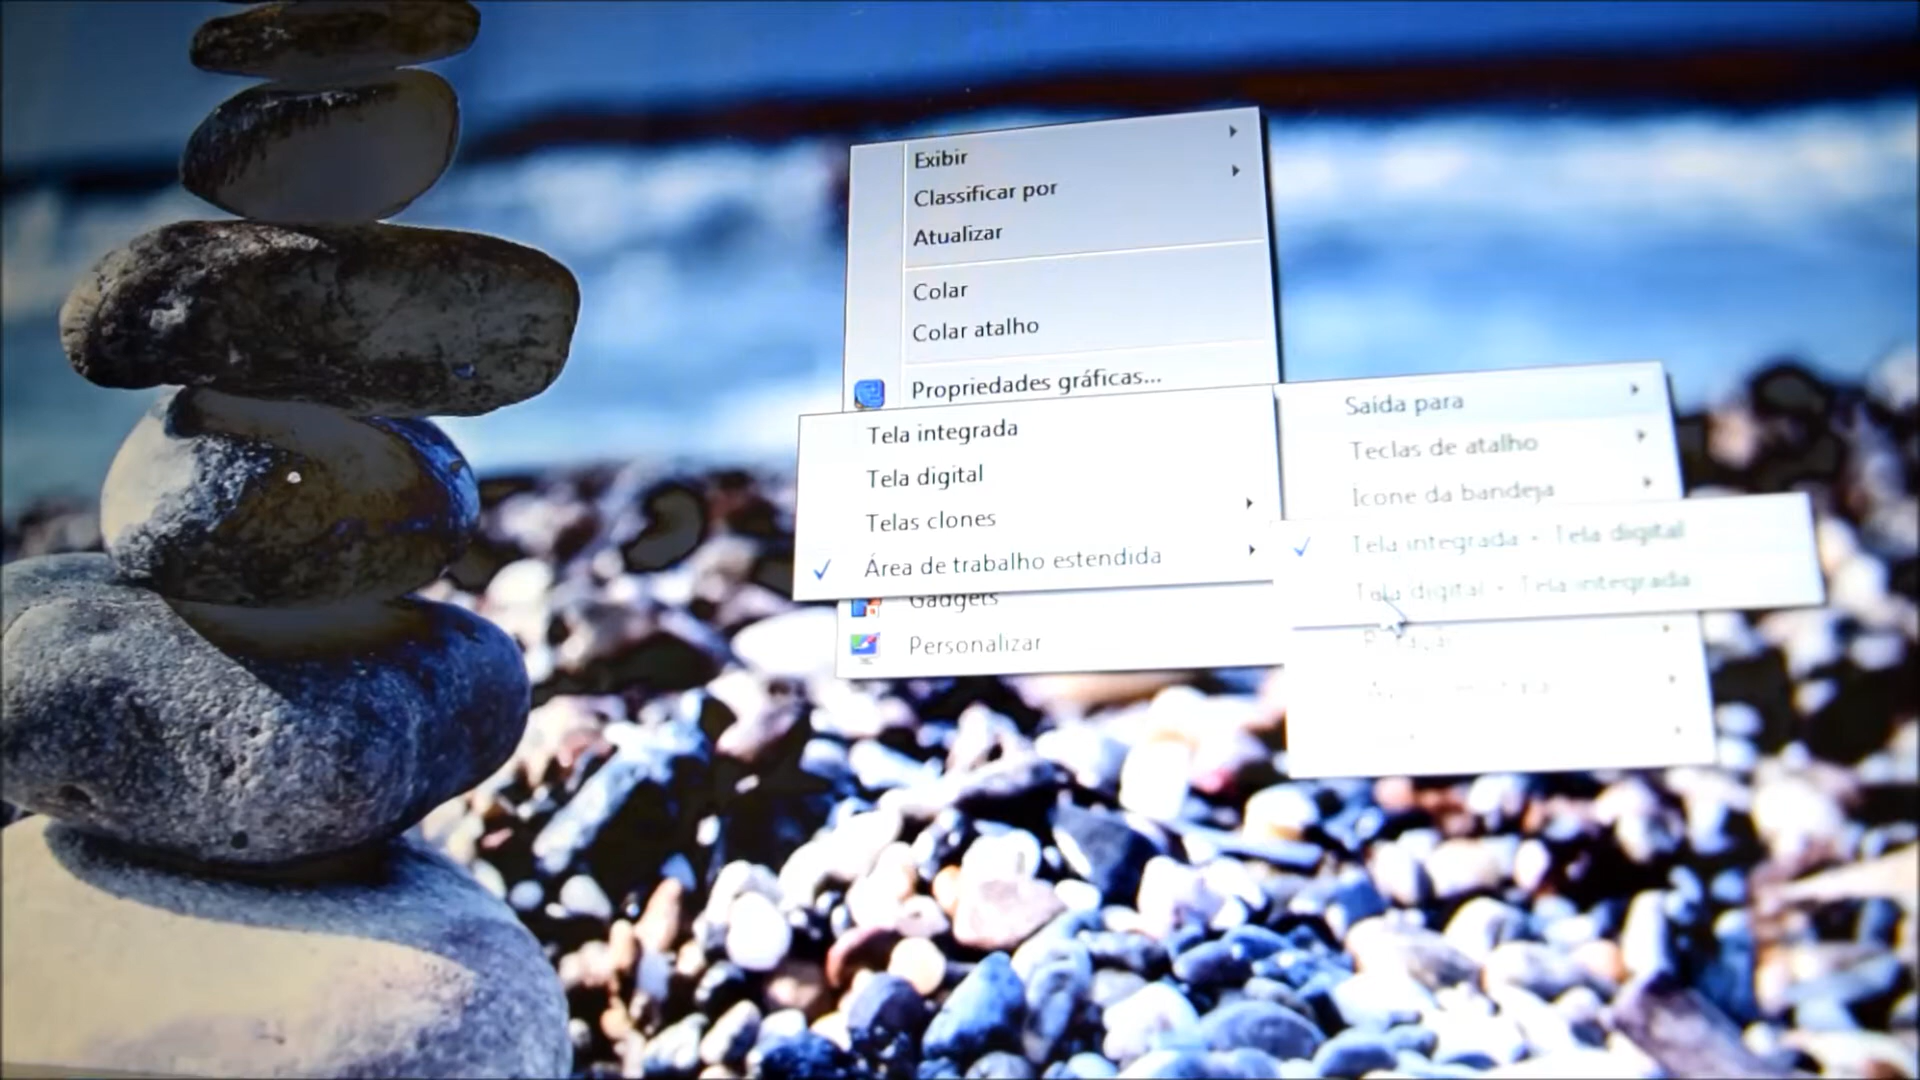 Exibir
Classificar por
Atualizar
Colar
Colar atalho
Propriedades gráficas...
Tela integrada
Tela digital
Telas clones
Área de trabalho estendida
Gadgets
Personalizar
Saída para
Teclas de atalho
Ícone da bandeja
Tela integrada + Tela digital
Tela digital + Tela integrada